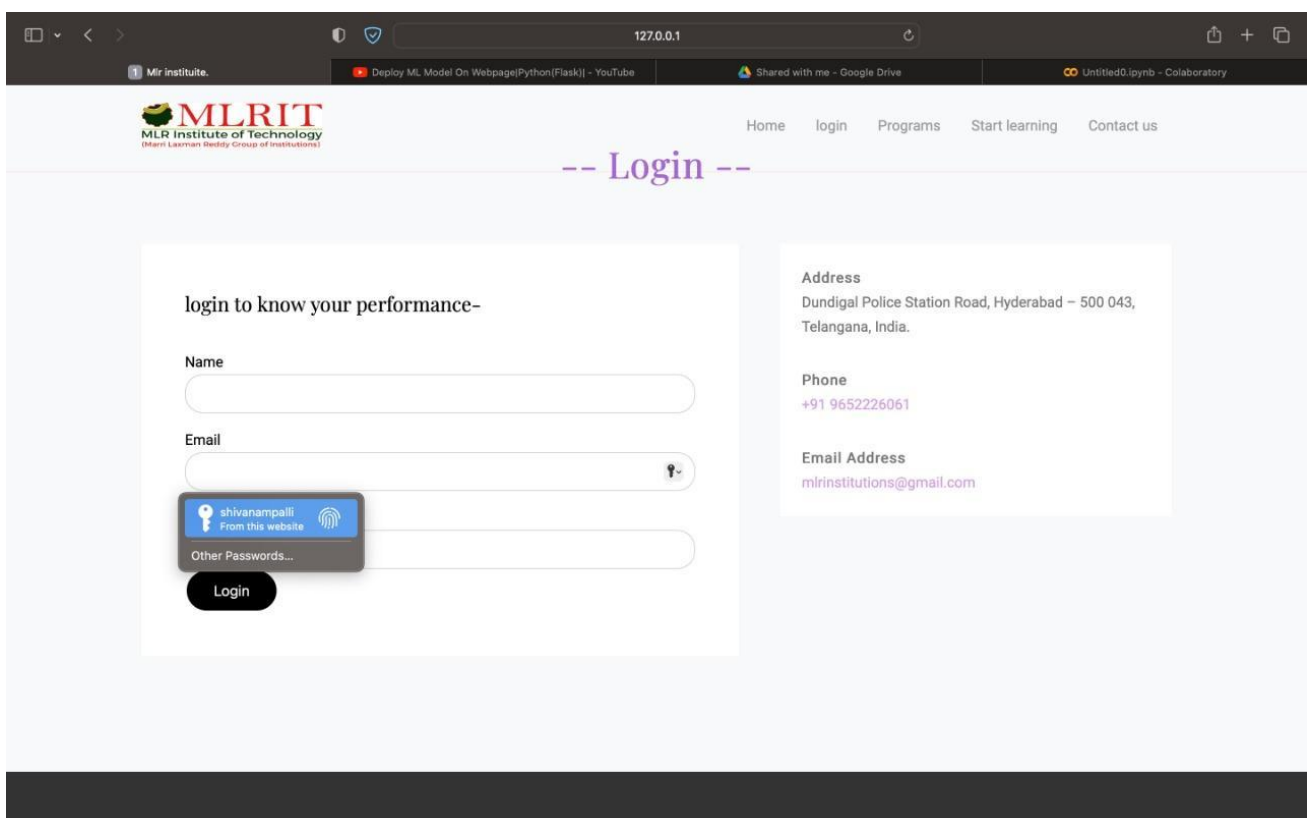 127.0.0.1
1 Mlr instituite.
Deploy ML Model On Webpage|Python(Flask)| - YouTube
Shared with me - Google Drive
Untitled0.ipynb - Colaboratory
MLRIT
MLR Institute of Technology
(Marri Laxman Reddy Group of Institutions)
Home login Programs Start learning Contact us
-- Login --
login to know your performance-
Name
Email
shivanampalli
From this website
Other Passwords...
Login
Address
Dundigal Police Station Road, Hyderabad – 500 043,
Telangana, India.
Phone
+91 9652226061
Email Address
mlrinstitutions@gmail.com